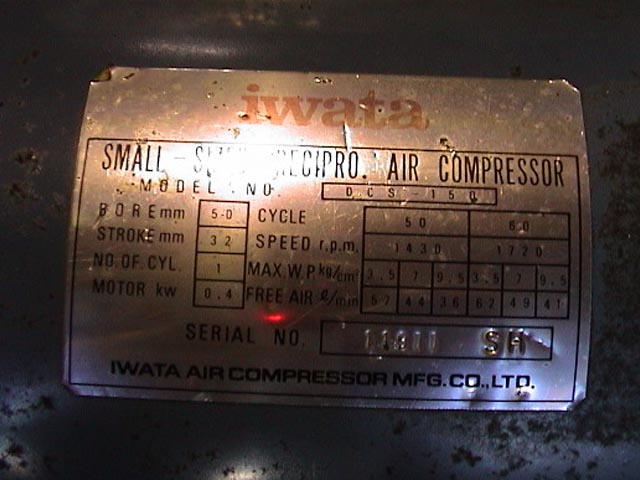 iwata
SMALL - RECIPRO. AIR COMPRESSOR
MODEL NO. DCS-150
BORE mm 50 CYCLE 50 60
STROKE mm 32 SPEED r.p.m. 1430 1720
NO. OF CYL. 1 MAX. W.P. kg/cm² 3.5 7 9.5 3.5 7 9.5
MOTOR kw 0.4 FREE AIR ℓ/min 57 44 36 62 49 41
SERIAL NO. SH
IWATA AIR COMPRESSOR MFG. CO., LTD.